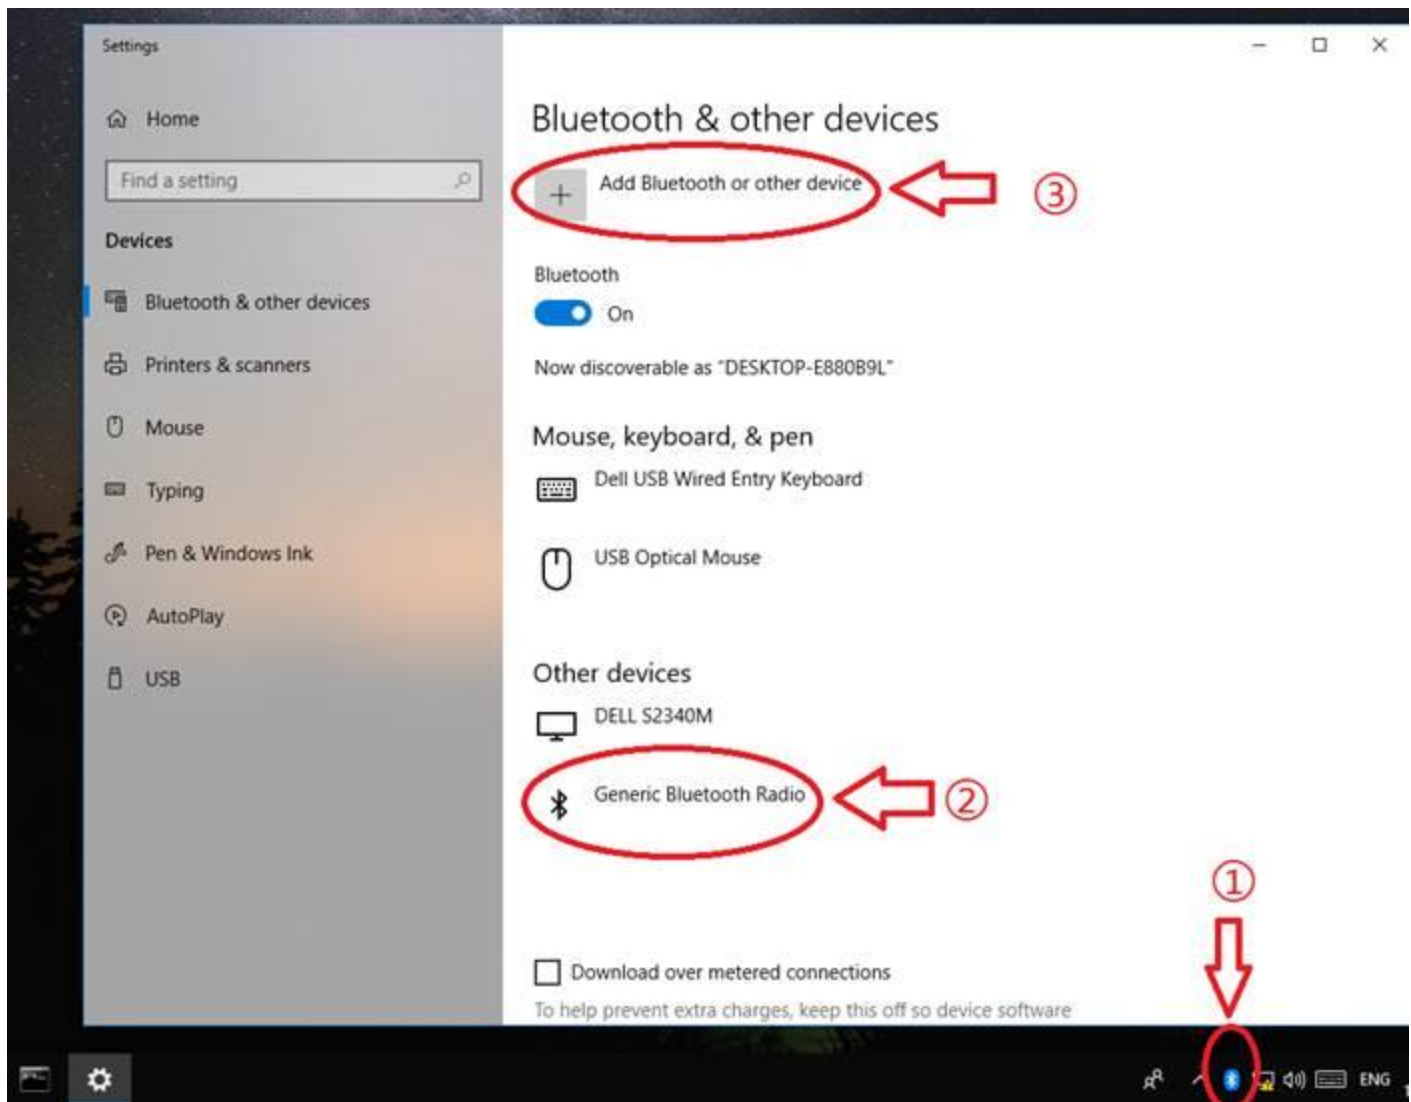 Settings
Home
Find a setting
Devices
Bluetooth & other devices
Printers & scanners
Mouse
Typing
Pen & Windows Ink
AutoPlay
USB
Bluetooth & other devices
Add Bluetooth or other device
③
Bluetooth
On
Now discoverable as "DESKTOP-E880B9L"
Mouse, keyboard, & pen
Dell USB Wired Entry Keyboard
USB Optical Mouse
Other devices
DELL S2340M
Generic Bluetooth Radio
②
①
Download over metered connections
To help prevent extra charges, keep this off so device software
ENG